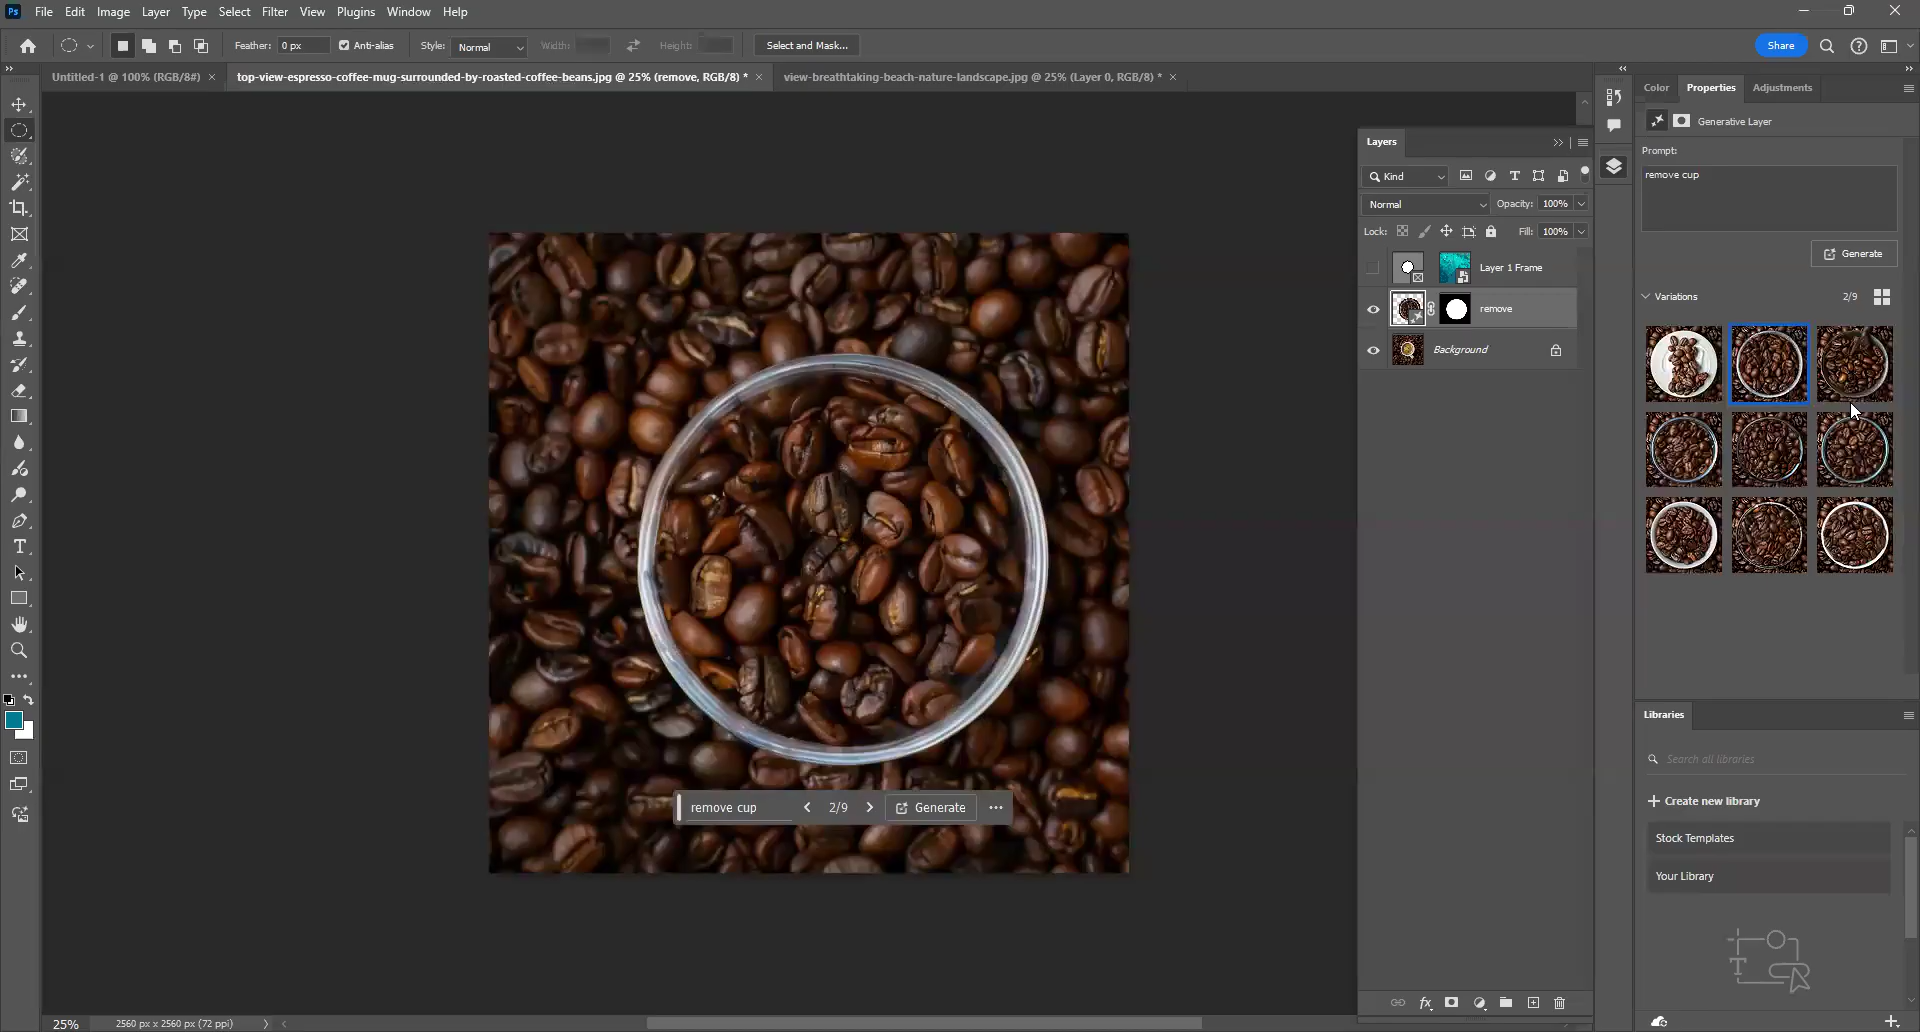 Ps File Edit Image Layer Type Select Filter View Plugins Window Help
Feather: 0 px Anti-alias Style: Normal Width: Height: Select and Mask... Share
Untitled-1 @ 100% (RGB/8#) × top-view-espresso-coffee-mug-surrounded-by-roasted-coffee-beans.jpg @ 25% (remove, RGB/8) * × view-breathtaking-beach-nature-landscape.jpg @ 25% (Layer 0, RGB/8) * ×
Color Properties Adjustments
Generative Layer
Prompt:
remove cup
Generate
Variations 2/9
Layers
Kind
Normal Opacity: 100%
Lock: Fill: 100%
Layer 1 Frame
remove
Background
remove cup 2/9 Generate ...
Libraries
Search all libraries
+ Create new library
Stock Templates
Your Library
25% 2560 px x 2560 px (72 ppi)